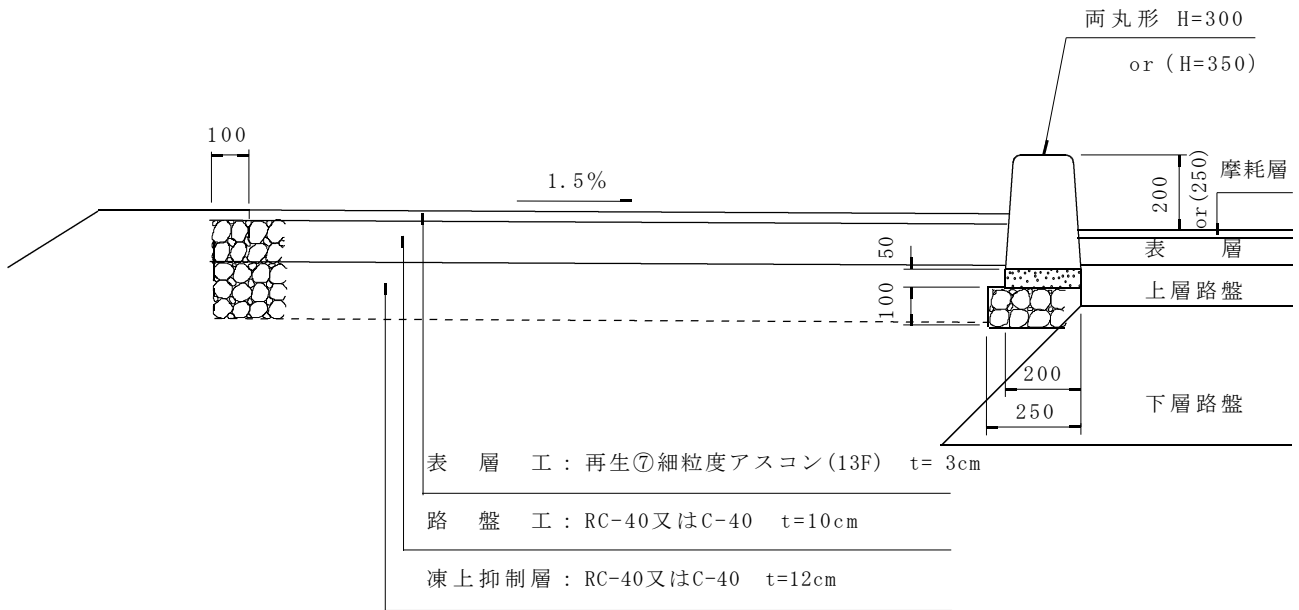 両丸形 H=300
or (H=350)
100
1.5%
200
or(250)
摩耗層
50
表 層
100
上層路盤
200
250
下層路盤
表 層 工：再生⑦細粒度アスコン(13F) t= 3cm
路 盤 工：RC-40又はC-40 t=10cm
凍上抑制層：RC-40又はC-40 t=12cm